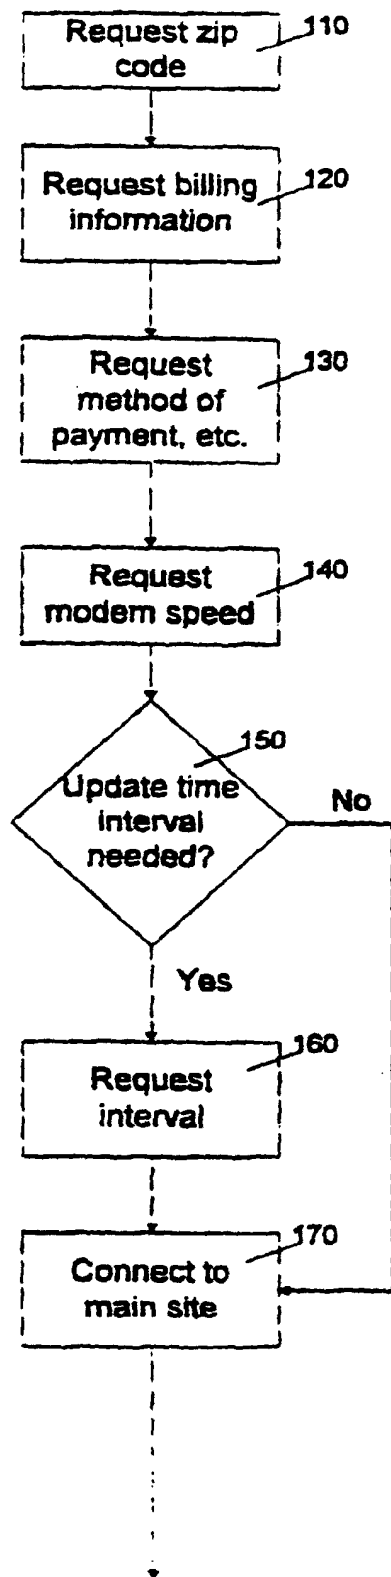 Request zip
code
110
Request billing
information
120
Request
method of
payment, etc.
130
Request
modem speed
140
150
Update time
interval
needed?
No
Yes
160
Request
interval
170
Connect to
main site